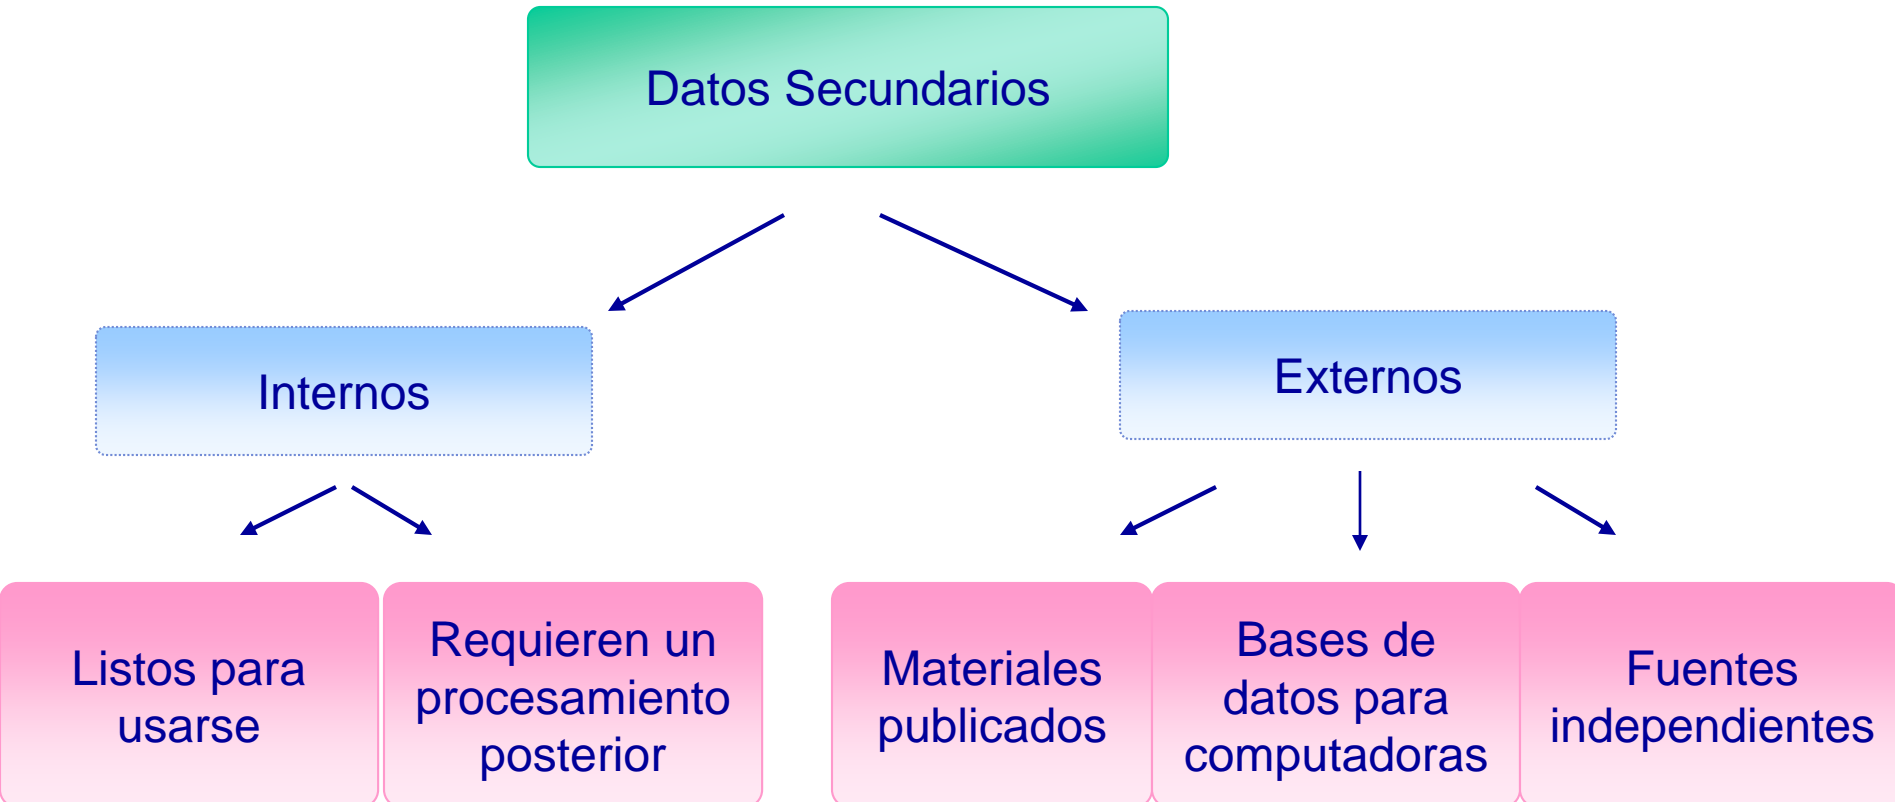 Datos Secundarios
Internos
Externos
Listos para
usarse
Requieren un
procesamiento
posterior
Materiales
publicados
Bases de
datos para
computadoras
Fuentes
independientes